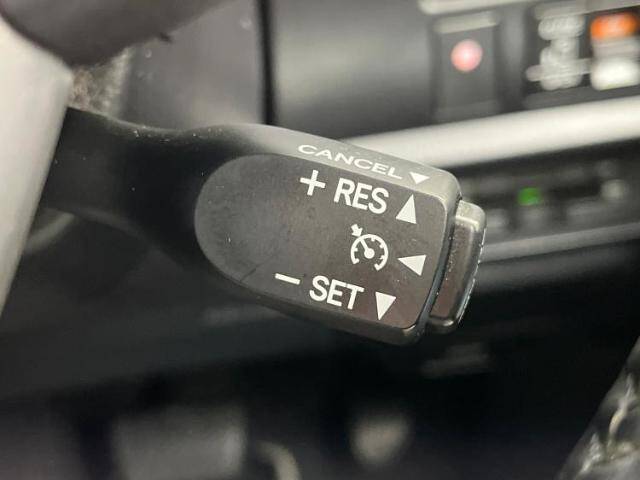 CANCEL ▼
+ RES ▲
◀
− SET ▼